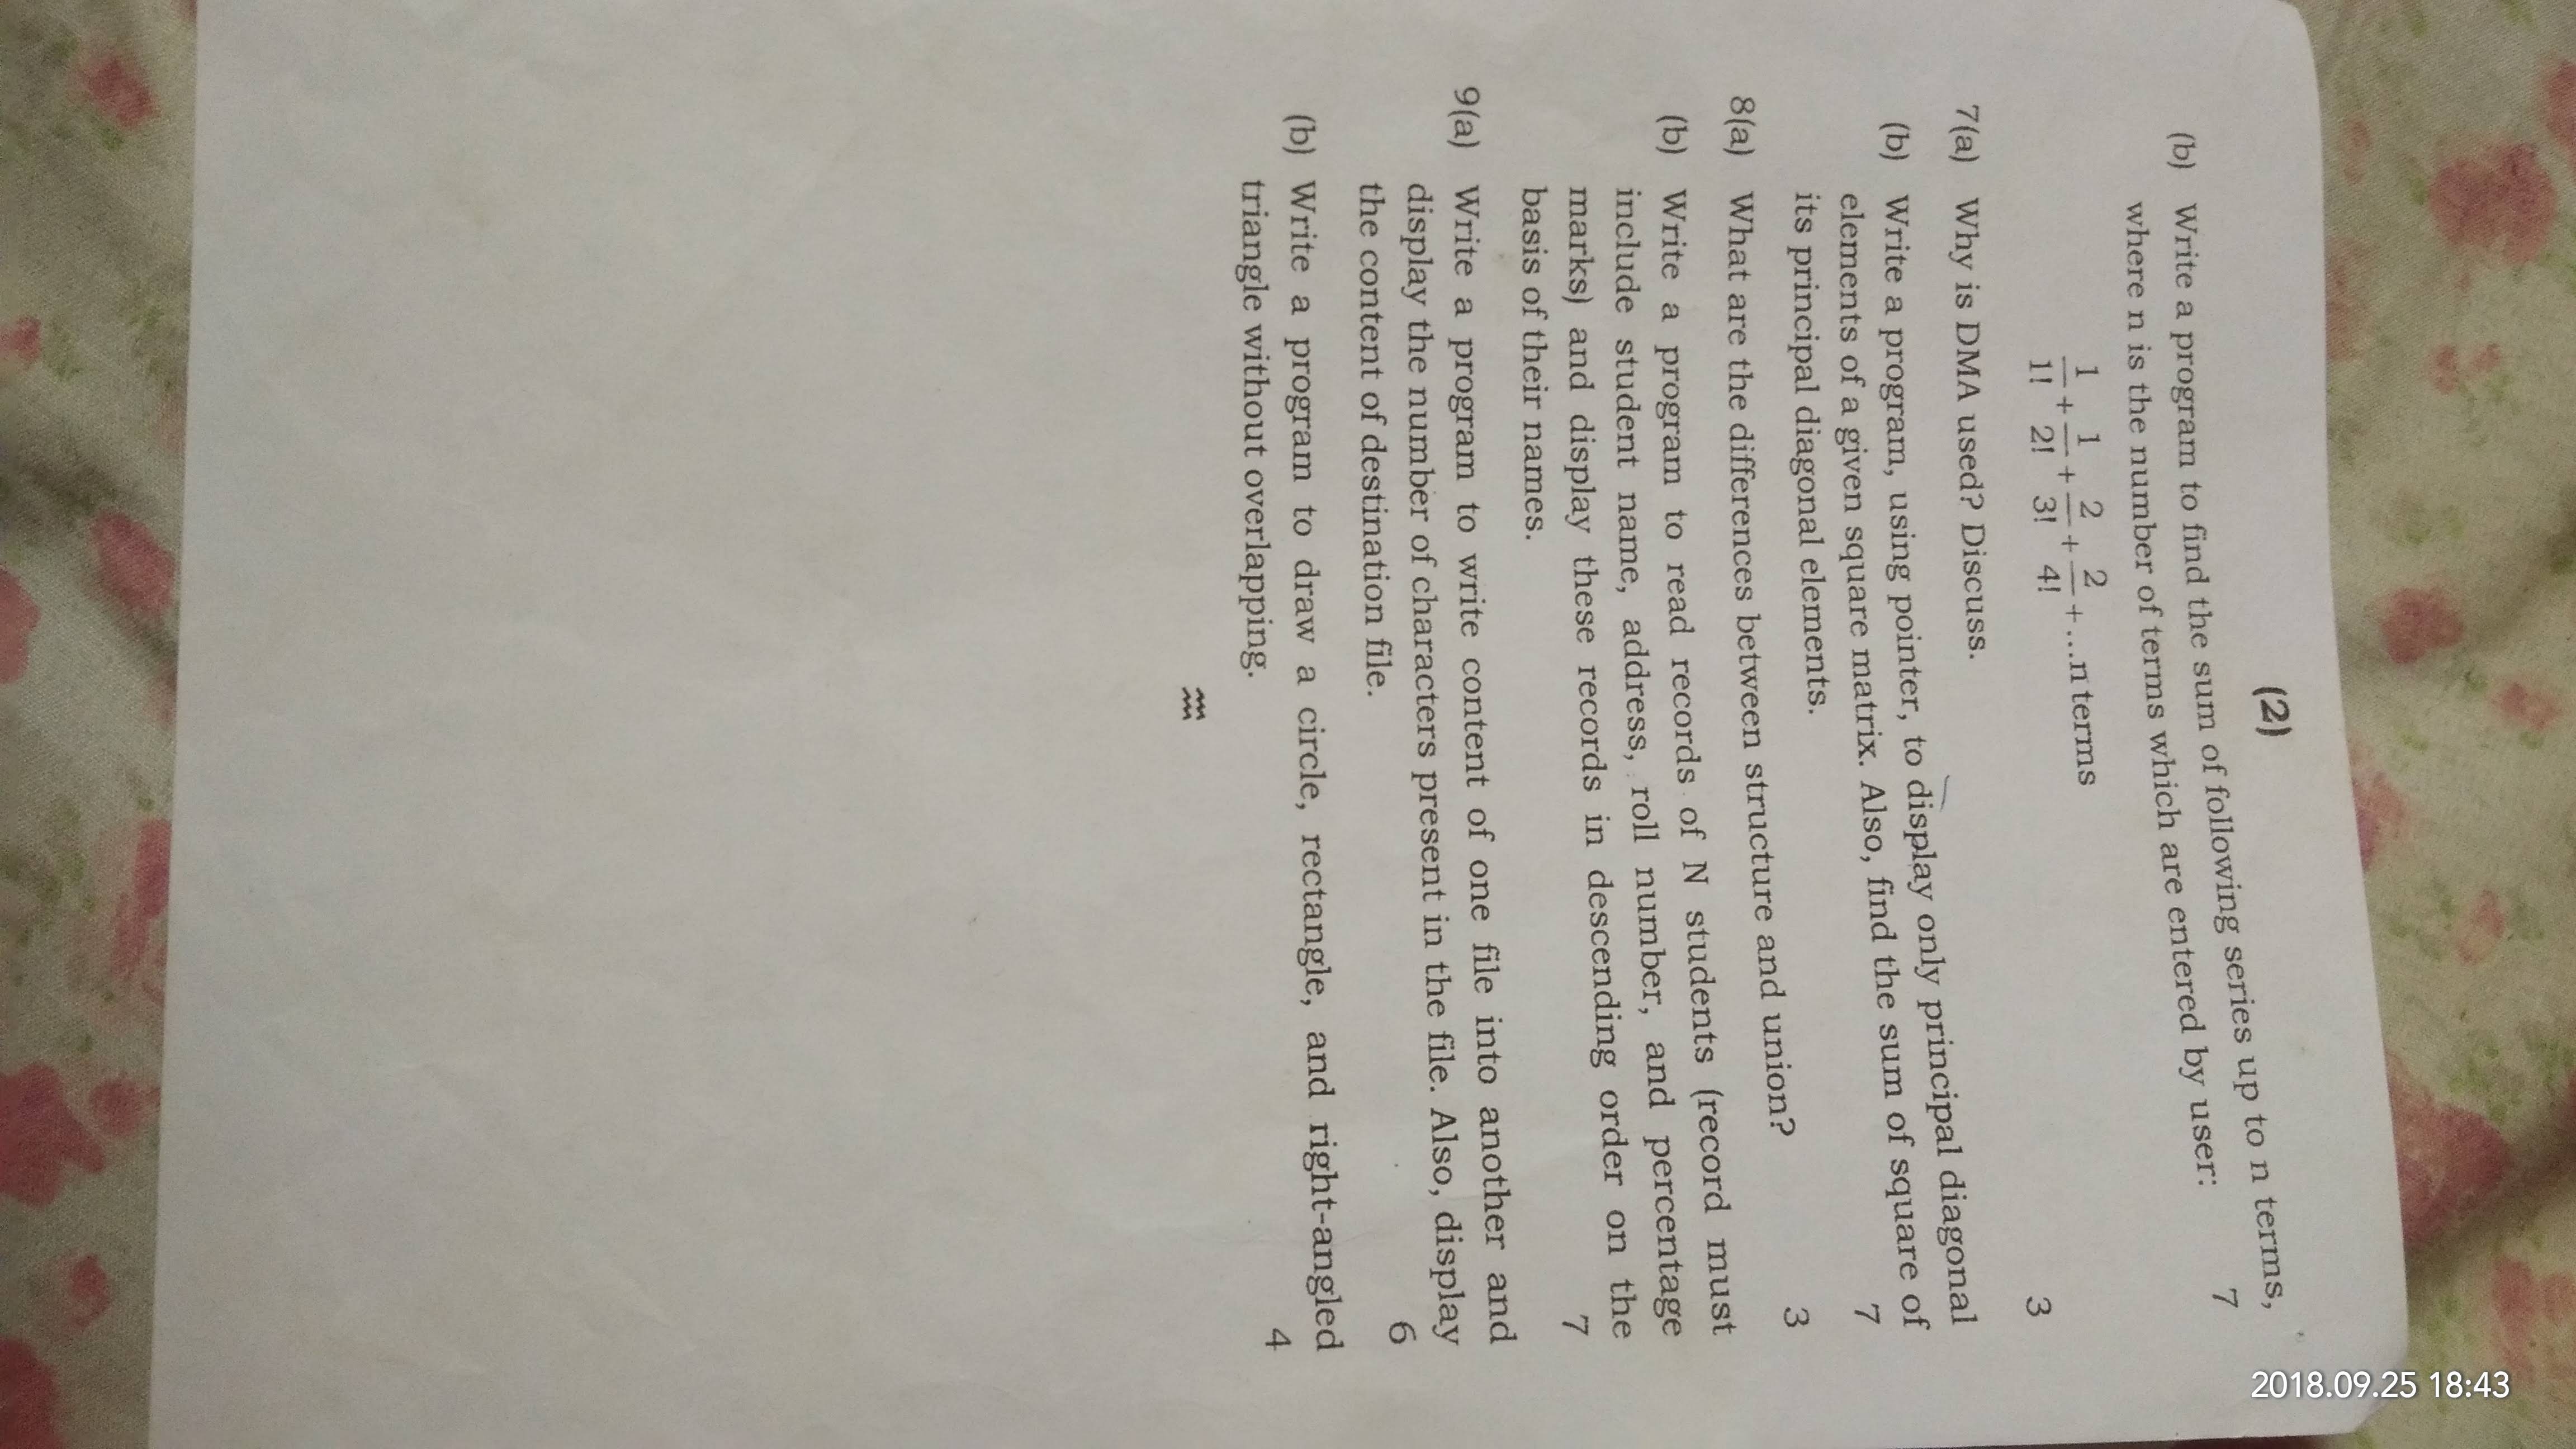 2018.09.25 18:43
(2)
(b) Write a program to find the sum of following series up to n terms,
where n is the number of terms which are entered by user: 7
1/1! + 1/2! + 2/3! + 2/4! + ...n terms
3
7(a) Why is DMA used? Discuss.
(b) Write a program, using pointer, to display only principal diagonal
elements of a given square matrix. Also, find the sum of square of
its principal diagonal elements. 7
8(a) What are the differences between structure and union? 3
(b) Write a program to read records of N students (record must
include student name, address, roll number, and percentage
marks) and display these records in descending order on the
basis of their names. 7
9(a) Write a program to write content of one file into another and
display the number of characters present in the file. Also, display
the content of destination file. 6
(b) Write a program to draw a circle, rectangle, and right-angled
triangle without overlapping. 4